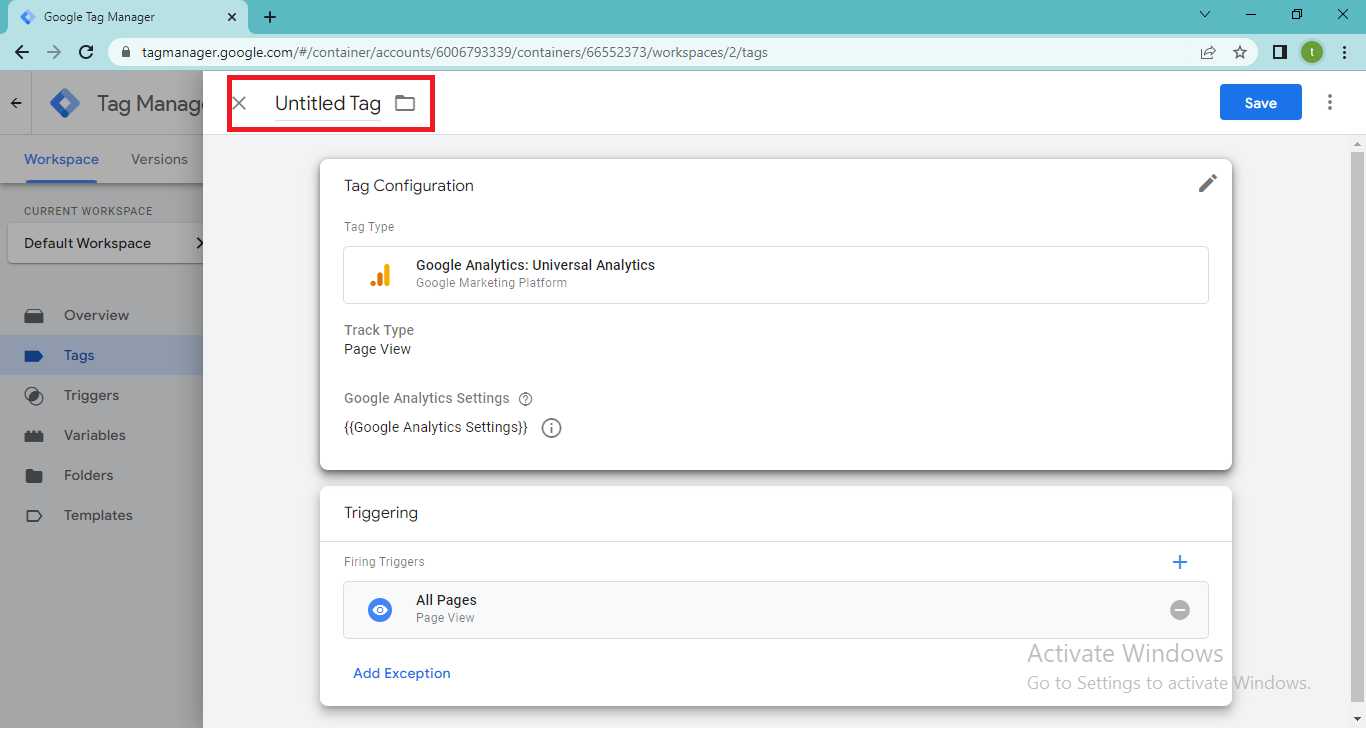 Google Tag Manager
tagmanager.google.com/#/container/accounts/6006793339/containers/66552373/workspaces/2/tags
t
Tag Manag
Untitled Tag
Save
Workspace
Versions
CURRENT WORKSPACE
Default Workspace
Overview
Tags
Triggers
Variables
Folders
Templates
Tag Configuration
Tag Type
Google Analytics: Universal Analytics
Google Marketing Platform
Track Type
Page View
Google Analytics Settings
{{Google Analytics Settings}}
Triggering
Firing Triggers
All Pages
Page View
Add Exception
Activate Windows
Go to Settings to activate Windows.